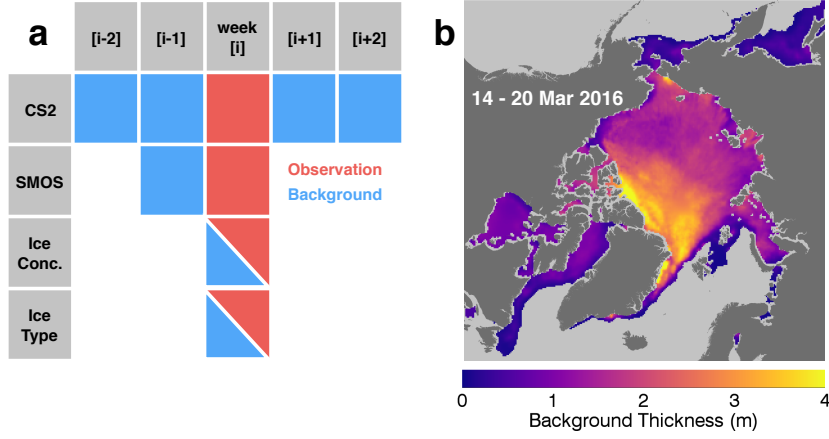 a
[i-2]
[i-1]
week
[i]
[i+1]
[i+2]
CS2
SMOS
Ice
Conc.
Ice
Type
Observation
Background
b
14 - 20 Mar 2016
0
1
2
3
4
Background Thickness (m)